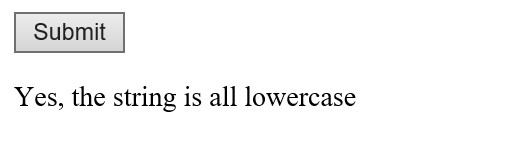 Submit
Yes, the string is all lowercase